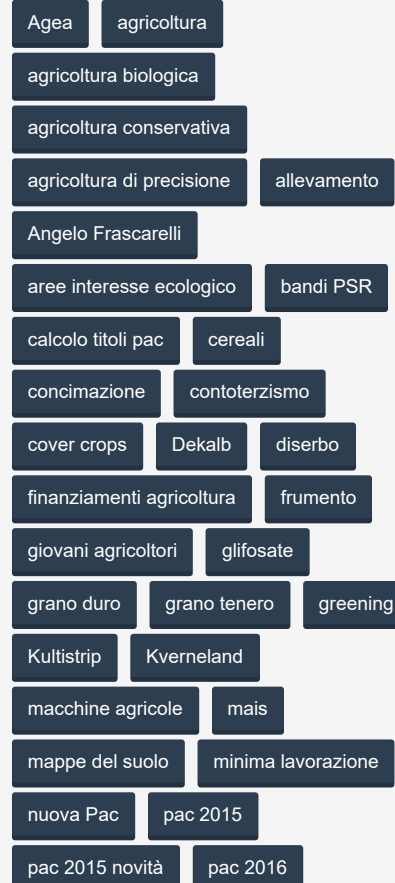 Agea agricoltura
agricoltura biologica
agricoltura conservativa
agricoltura di precisione allevamento
Angelo Frascarelli
aree interesse ecologico bandi PSR
calcolo titoli pac cereali
concimazione contoterzismo
cover crops Dekalb diserbo
finanziamenti agricoltura frumento
giovani agricoltori glifosate
grano duro grano tenero greening
Kultistrip Kverneland
macchine agricole mais
mappe del suolo minima lavorazione
nuova Pac pac 2015
pac 2015 novità pac 2016